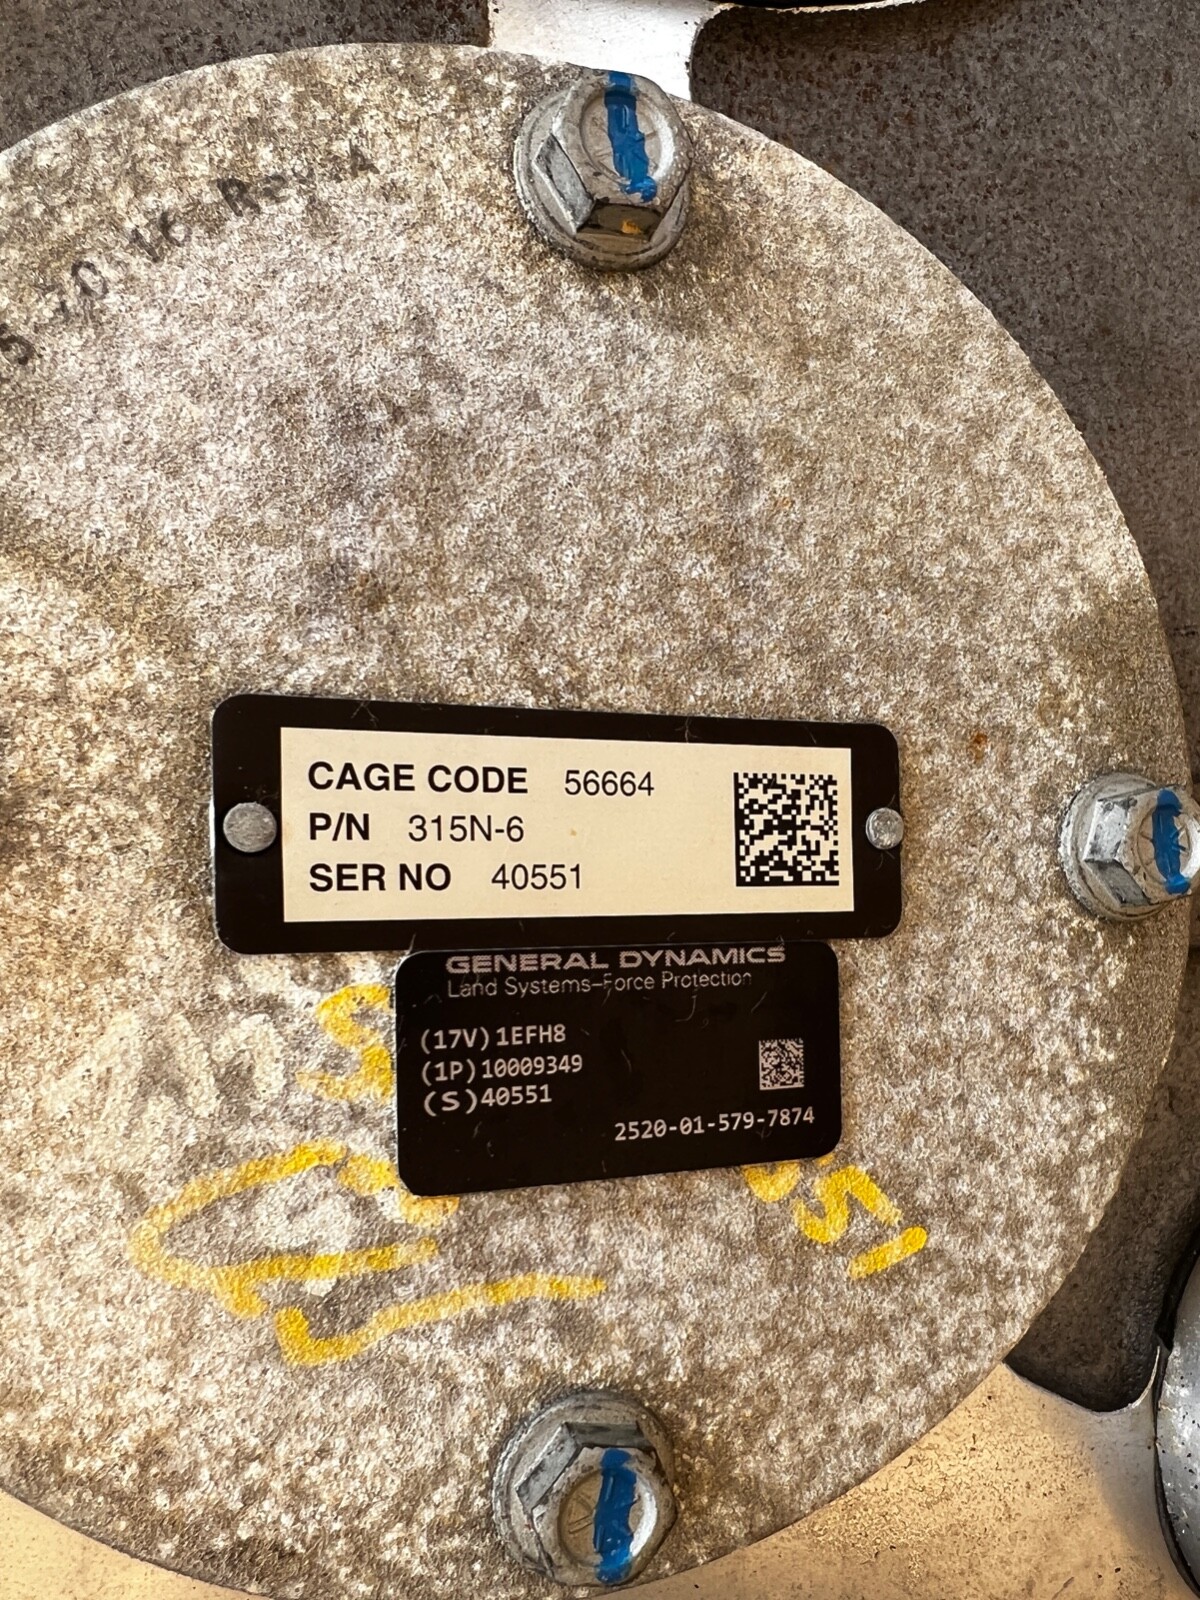 Rev A
CAGE CODE 56664
P/N 315N-6
SER NO 40551
GENERAL DYNAMICS
Land Systems–Force Protection
(17V)1EFH8
(1P)10009349
(S)40551
2520-01-579-7874